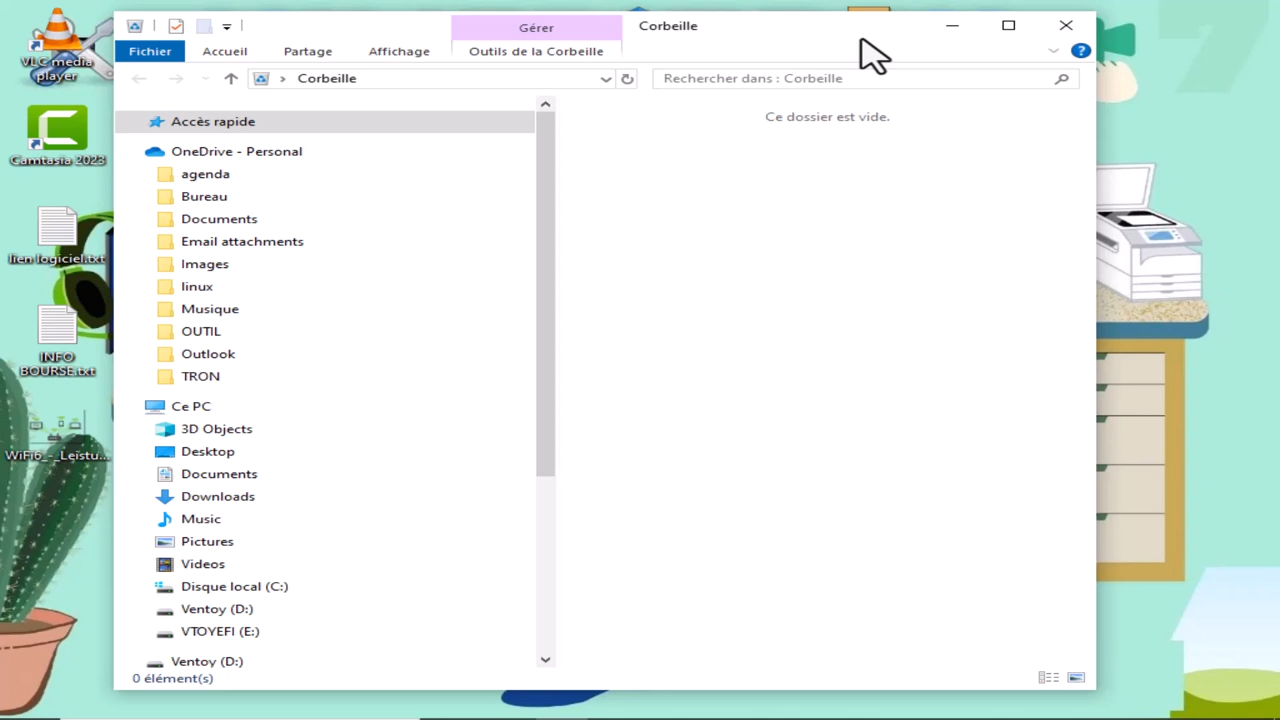 Gérer
Corbeille
Fichier
Accueil
Partage
Affichage
Outils de la Corbeille
Corbeille
Rechercher dans : Corbeille
Accès rapide
OneDrive - Personal
agenda
Bureau
Documents
Email attachments
Images
linux
Musique
OUTIL
Outlook
TRON
Ce PC
3D Objects
Desktop
Documents
Downloads
Music
Pictures
Videos
Disque local (C:)
Ventoy (D:)
VTOYEFI (E:)
Ventoy (D:)
Ce dossier est vide.
0 élément(s)
VLC media
player
Camtasia 2023
lien logiciel.txt
INFO
BOURSE.txt
WiFi6_-_Leistu...